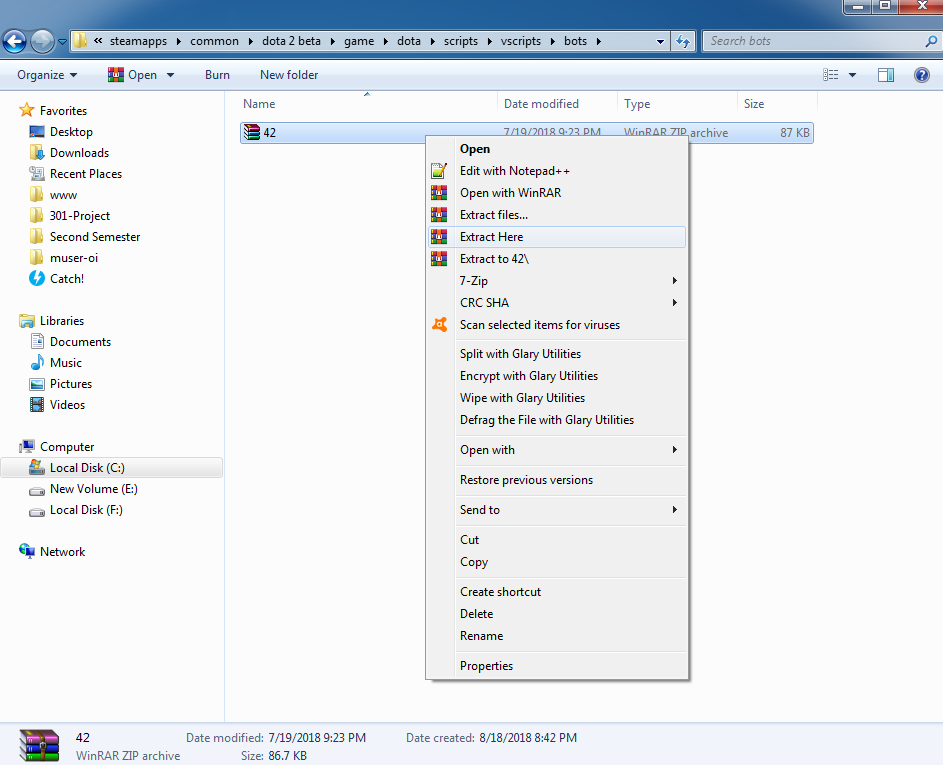 « steamapps ▸ common ▸ dota 2 beta ▸ game ▸ dota ▸ scripts ▸ vscripts ▸ bots ▸
Search bots
Organize Open Burn New folder
Name Date modified Type Size
42 7/19/2018 9:23 PM WinRAR ZIP archive 87 KB
Favorites
Desktop
Downloads
Recent Places
www
301-Project
Second Semester
muser-oi
Catch!
Libraries
Documents
Music
Pictures
Videos
Computer
Local Disk (C:)
New Volume (E:)
Local Disk (F:)
Network
Open
Edit with Notepad++
Open with WinRAR
Extract files...
Extract Here
Extract to 42\
7-Zip
CRC SHA
Scan selected items for viruses
Split with Glary Utilities
Encrypt with Glary Utilities
Wipe with Glary Utilities
Defrag the File with Glary Utilities
Open with
Restore previous versions
Send to
Cut
Copy
Create shortcut
Delete
Rename
Properties
42 Date modified: 7/19/2018 9:23 PM Date created: 8/18/2018 8:42 PM
WinRAR ZIP archive Size: 86.7 KB